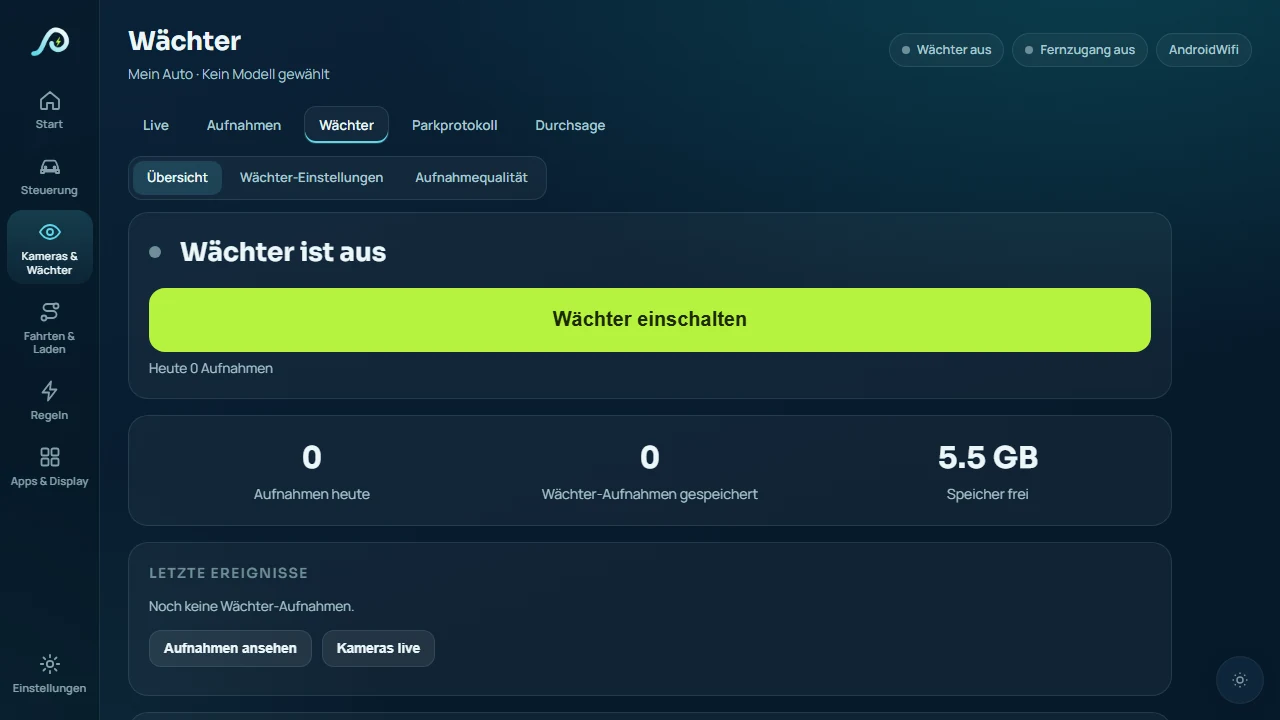 Wächter
Mein Auto · Kein Modell gewählt
Wächter aus
Fernzugang aus
AndroidWifi
Start
Steuerung
Kameras &
Wächter
Fahrten &
Laden
Regeln
Apps & Display
Einstellungen
Live
Aufnahmen
Wächter
Parkprotokoll
Durchsage
Übersicht
Wächter-Einstellungen
Aufnahmequalität
Wächter ist aus
Wächter einschalten
Heute 0 Aufnahmen
0
Aufnahmen heute
0
Wächter-Aufnahmen gespeichert
5.5 GB
Speicher frei
LETZTE EREIGNISSE
Noch keine Wächter-Aufnahmen.
Aufnahmen ansehen
Kameras live